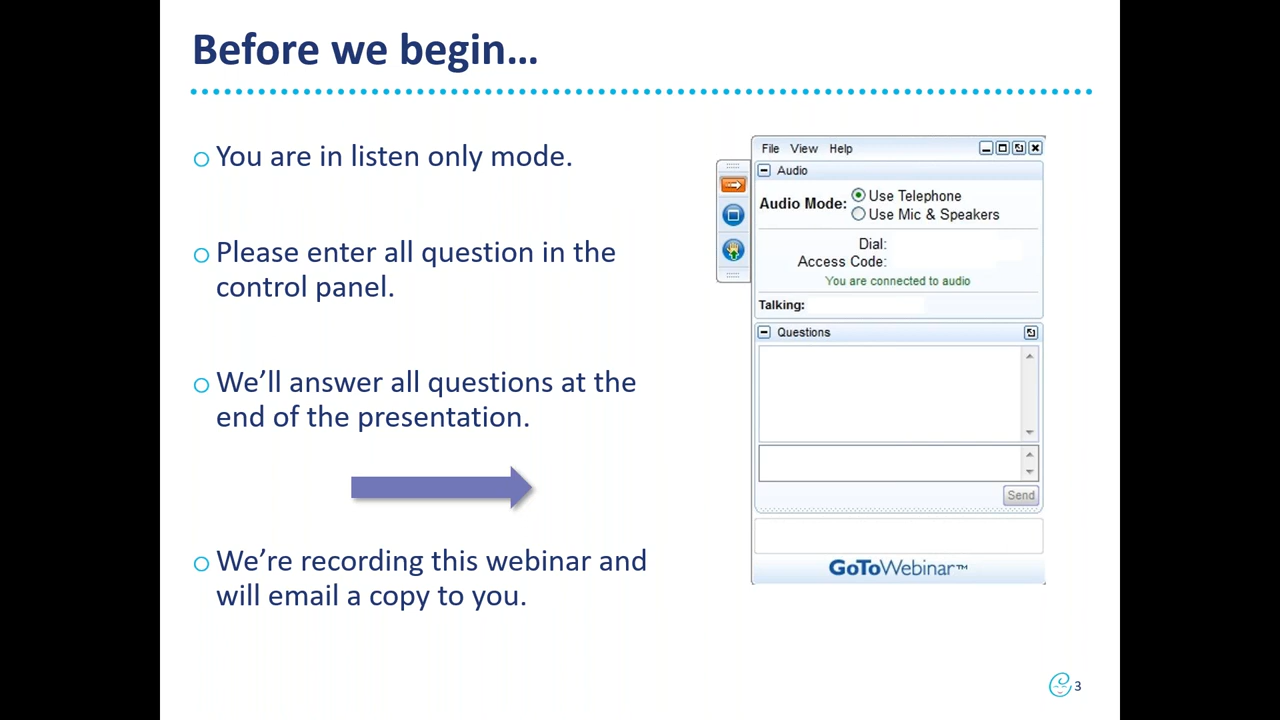 Before we begin…
You are in listen only mode.
Please enter all question in the
control panel.
We’ll answer all questions at the
end of the presentation.
We’re recording this webinar and
will email a copy to you.
File View Help
Audio
Audio Mode: Use Telephone
Use Mic & Speakers
Dial:
Access Code:
You are connected to audio
Talking:
Questions
Send
GoToWebinar™
3